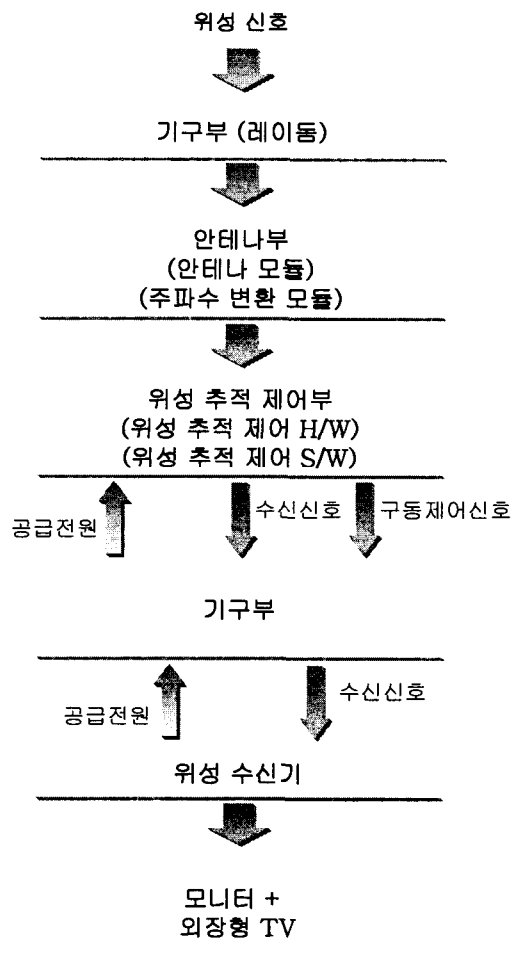 위성 신호
기구부 (레이돔)
안테나부
(안테나 모듈)
(주파수 변환 모듈)
위성 추적 제어부
(위성 추적 제어 H/W)
(위성 추적 제어 S/W)
공급전원
수신신호
구동제어신호
기구부
공급전원
수신신호
위성 수신기
모니터 +
외장형 TV